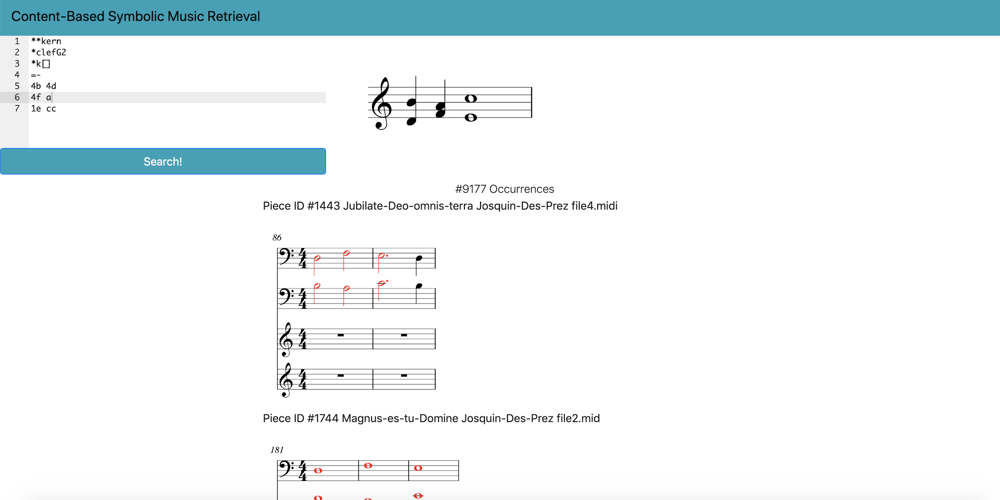 Content-Based Symbolic Music Retrieval
1 **kern
2 *clefG2
3 *k[]
4 =-
5 4b 4d
6 4f a
7 1e cc
Search!
#9177 Occurrences
Piece ID #1443 Jubilate-Deo-omnis-terra Josquin-Des-Prez file4.midi
86
4
4
4
4
4
4
4
4
Piece ID #1744 Magnus-es-tu-Domine Josquin-Des-Prez file2.mid
181
4
4